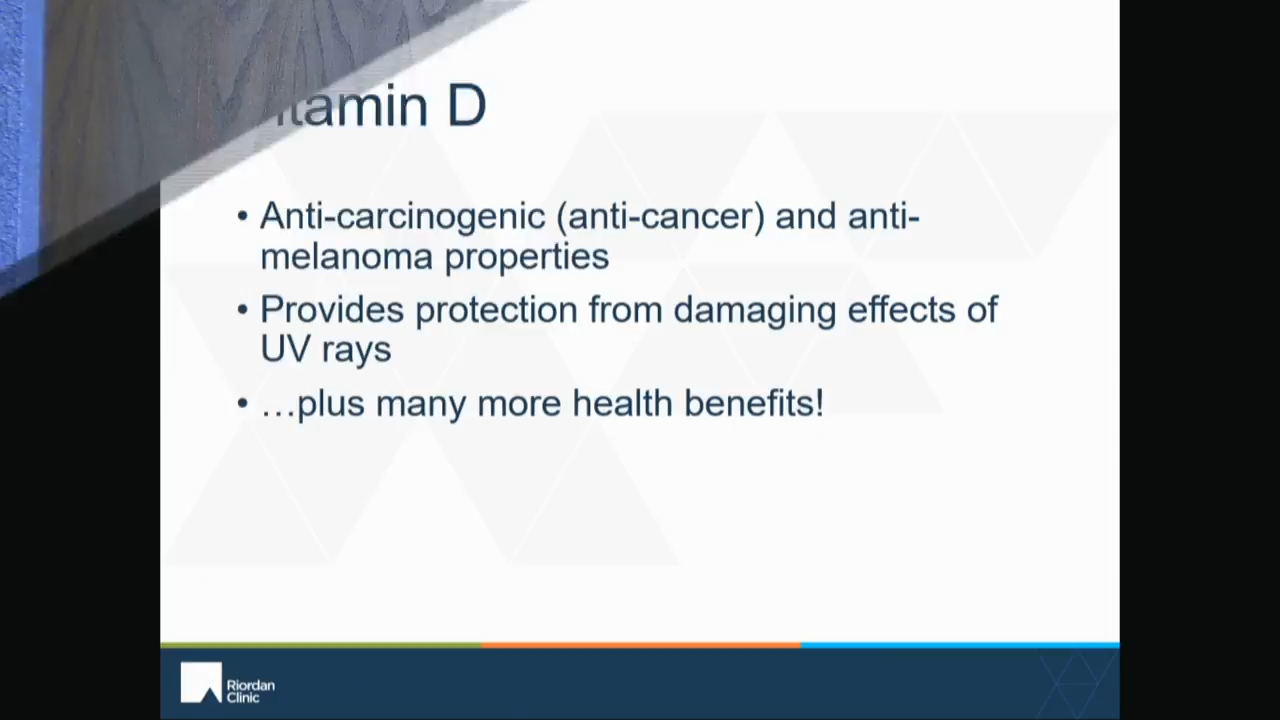 Vitamin D
• Anti-carcinogenic (anti-cancer) and anti-
melanoma properties
• Provides protection from damaging effects of
UV rays
• …plus many more health benefits!
Riordan
Clinic